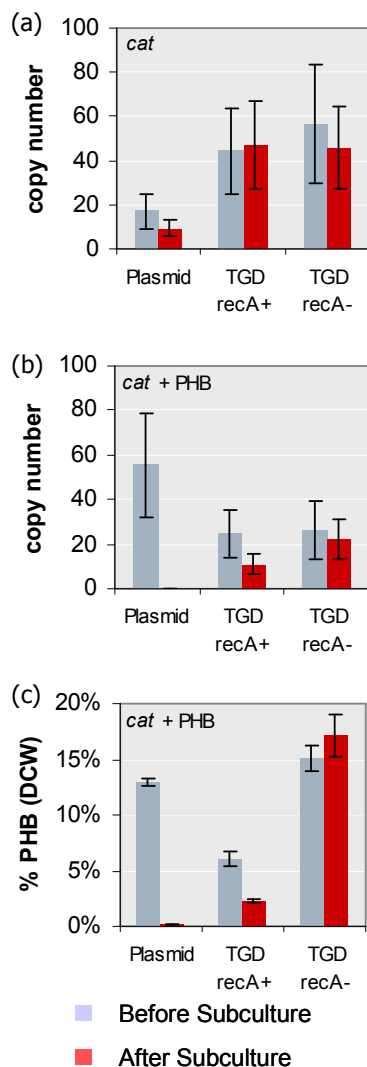 (a)
cat
100
80
60
40
20
0
copy number
Plasmid TGD TGD
recA+ recA-
(b)
cat + PHB
100
80
60
40
20
0
copy number
Plasmid TGD TGD
recA+ recA-
(c)
cat + PHB
20%
15%
10%
5%
0%
% PHB (DCW)
Plasmid TGD TGD
recA+ recA-
Before Subculture
After Subculture